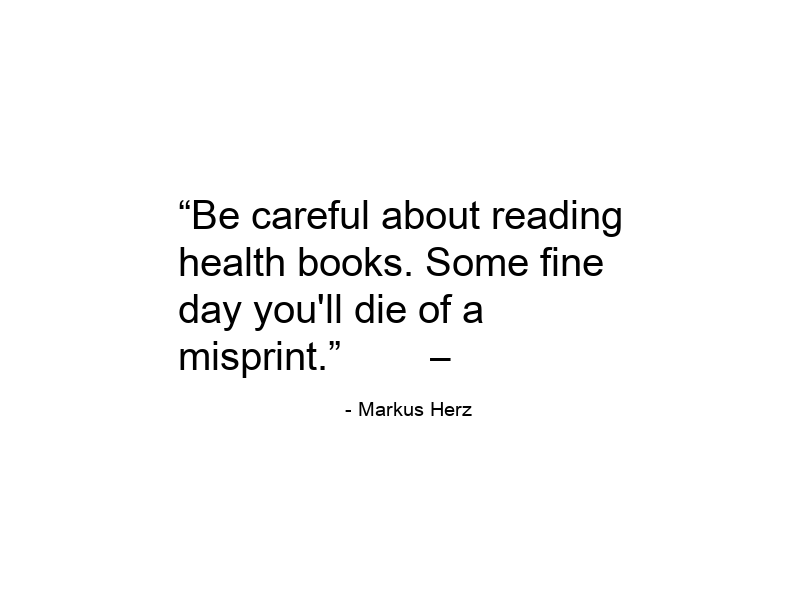 “Be careful about reading
health books. Some fine
day you'll die of a
misprint.” –
- Markus Herz